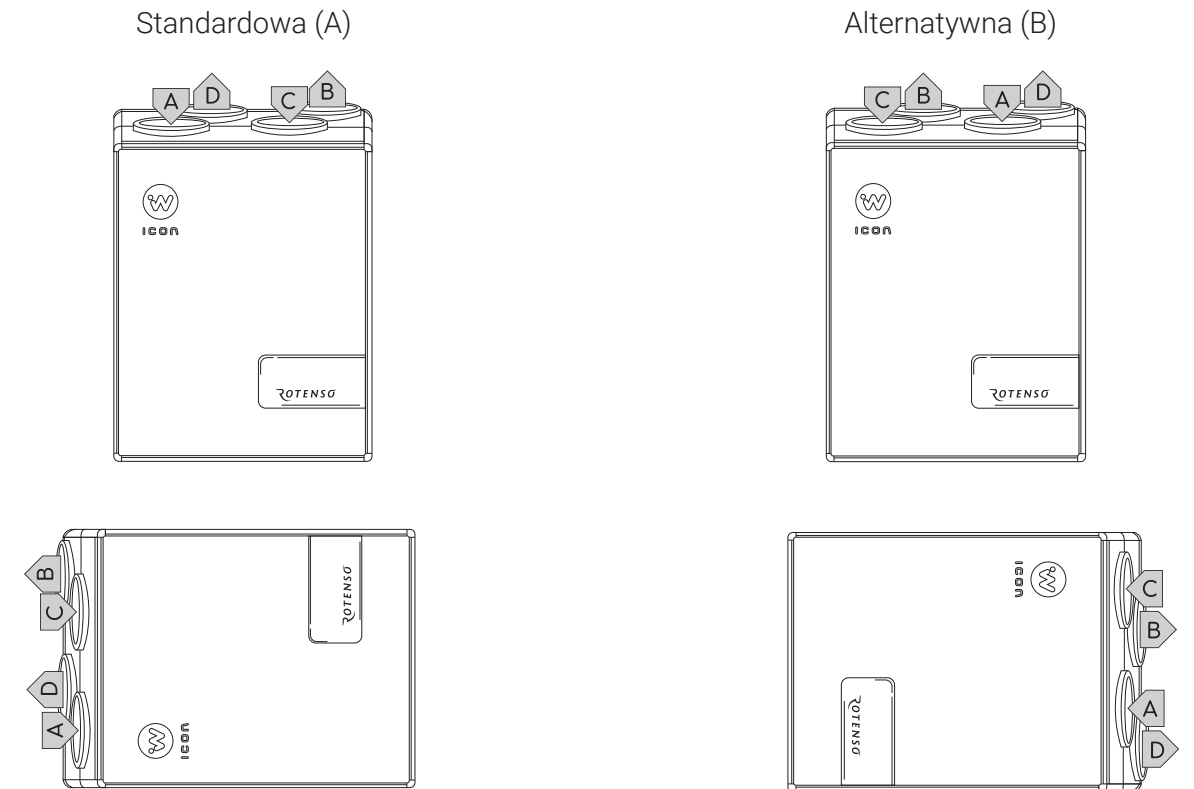 Standardowa (A)
Alternatywna (B)
A D C B
C B A D
ICON
ICON
ROTENSO
ROTENSO
B
C
D
A
ROTENSO
ICON
ICON
ROTENSO
C
B
A
D